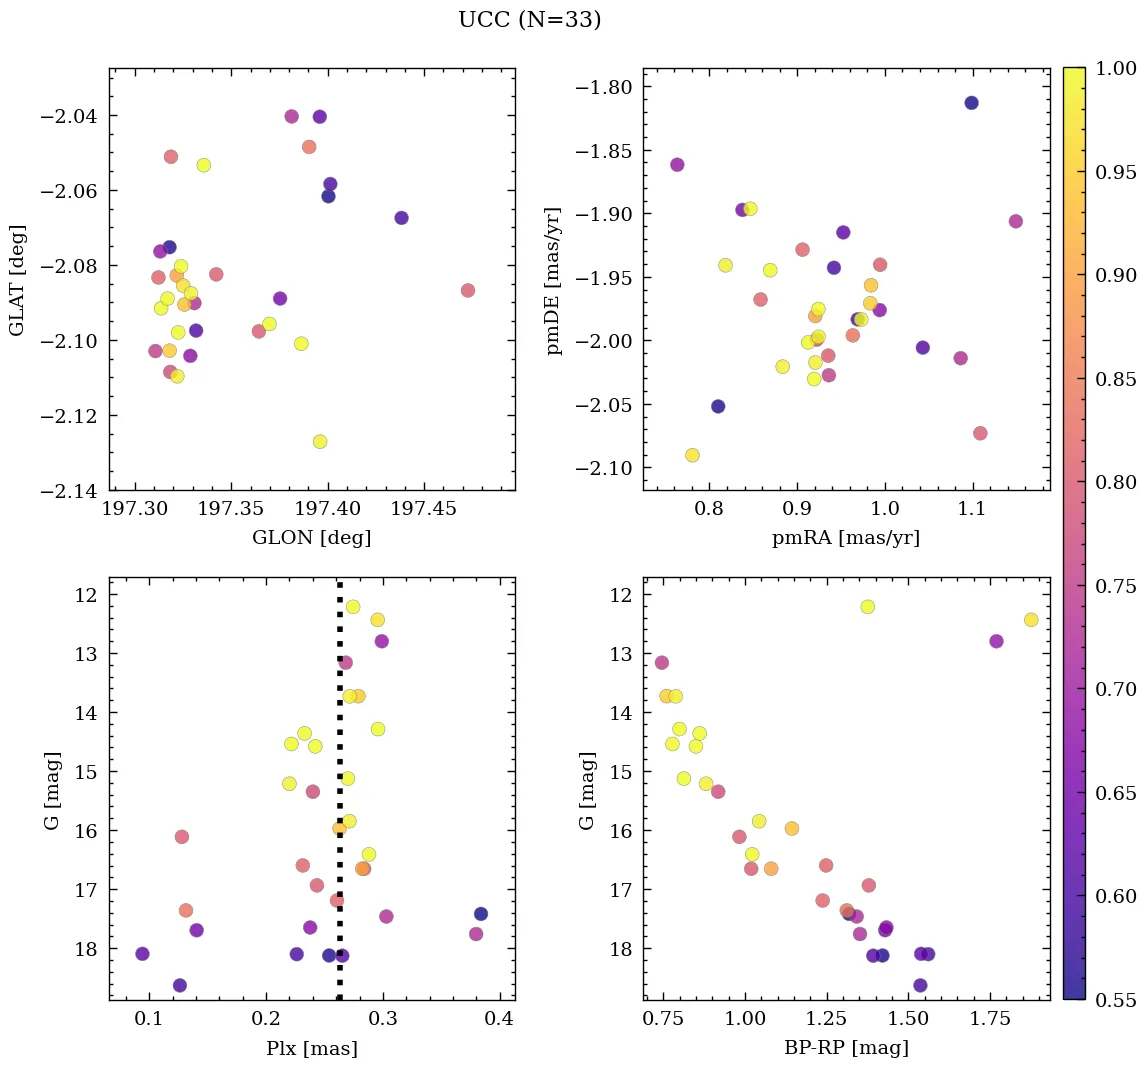 UCC (N=33)
−2.04
−2.06
−2.08
−2.10
−2.12
−2.14
GLAT [deg]
197.30 197.35 197.40 197.45
GLON [deg]
−1.80
−1.85
−1.90
−1.95
−2.00
−2.05
−2.10
pmDE [mas/yr]
0.8 0.9 1.0 1.1
pmRA [mas/yr]
12
13
14
15
16
17
18
G [mag]
0.1 0.2 0.3 0.4
Plx [mas]
12
13
14
15
16
17
18
G [mag]
0.75 1.00 1.25 1.50 1.75
BP-RP [mag]
1.00
0.95
0.90
0.85
0.80
0.75
0.70
0.65
0.60
0.55